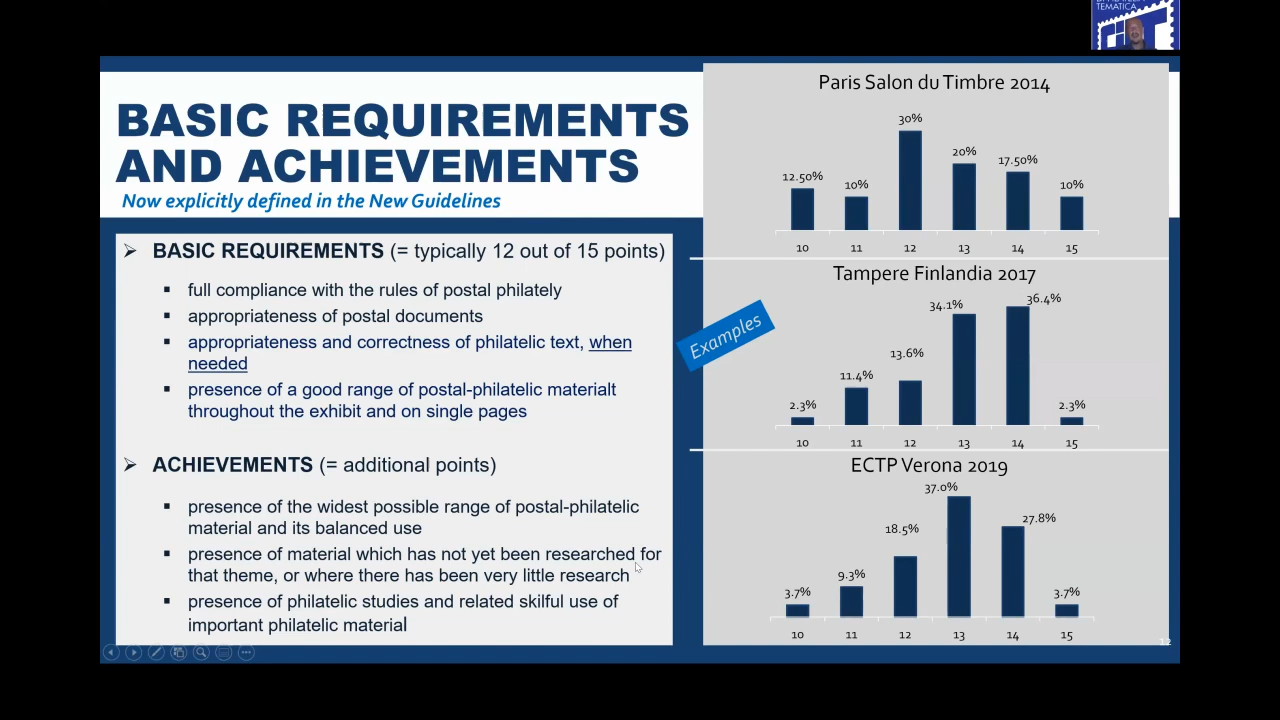 DI FILATELIA
TEMATICA
BASIC REQUIREMENTS
AND ACHIEVEMENTS
Now explicitly defined in the New Guidelines
➢ BASIC REQUIREMENTS (= typically 12 out of 15 points)
▪ full compliance with the rules of postal philately
▪ appropriateness of postal documents
▪ appropriateness and correctness of philatelic text, when
needed
▪ presence of a good range of postal-philatelic materialt
throughout the exhibit and on single pages
➢ ACHIEVEMENTS (= additional points)
▪ presence of the widest possible range of postal-philatelic
material and its balanced use
▪ presence of material which has not yet been researched for
that theme, or where there has been very little research
▪ presence of philatelic studies and related skilful use of
important philatelic material
Examples
Paris Salon du Timbre 2014
12.50% 10% 30% 20% 17.50% 10%
10 11 12 13 14 15
Tampere Finlandia 2017
2.3% 11.4% 13.6% 34.1% 36.4% 2.3%
10 11 12 13 14 15
ECTP Verona 2019
3.7% 9.3% 18.5% 37.0% 27.8% 3.7%
10 11 12 13 14 15
12